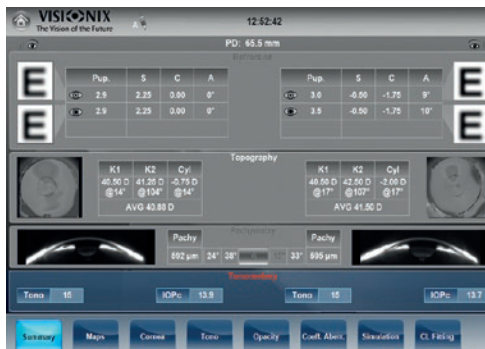 VISIONIX
The Vision of the Future
12:52:42
PD: 65.5 mm
Pup. S C A
2.9 2.25 0.00 0°
2.9 2.25 0.00 0°
E
E
Pup. S C A
3.0 -0.50 -1.75 9°
3.5 -0.50 -1.75 10°
E
E
Topography
K1 K2 Cyl
40,50 D 41,25 D -0,75 D
@14° @104° @14°
AVG 40.88 D
K1 K2 Cyl
40,50 D 42,50 D -2,00 D
@17° @107° @17°
AVG 41,50 D
Pachymetry
Pachy
602 µm 24° 38°
Pachy
33° 605 µm
Tonometry
Tono 15 IOPc 13.9
Tono 15 IOPc 13.7
Summary Maps Cornea Tono Opacity Coeff. Aberr. Simulation CL Fitting